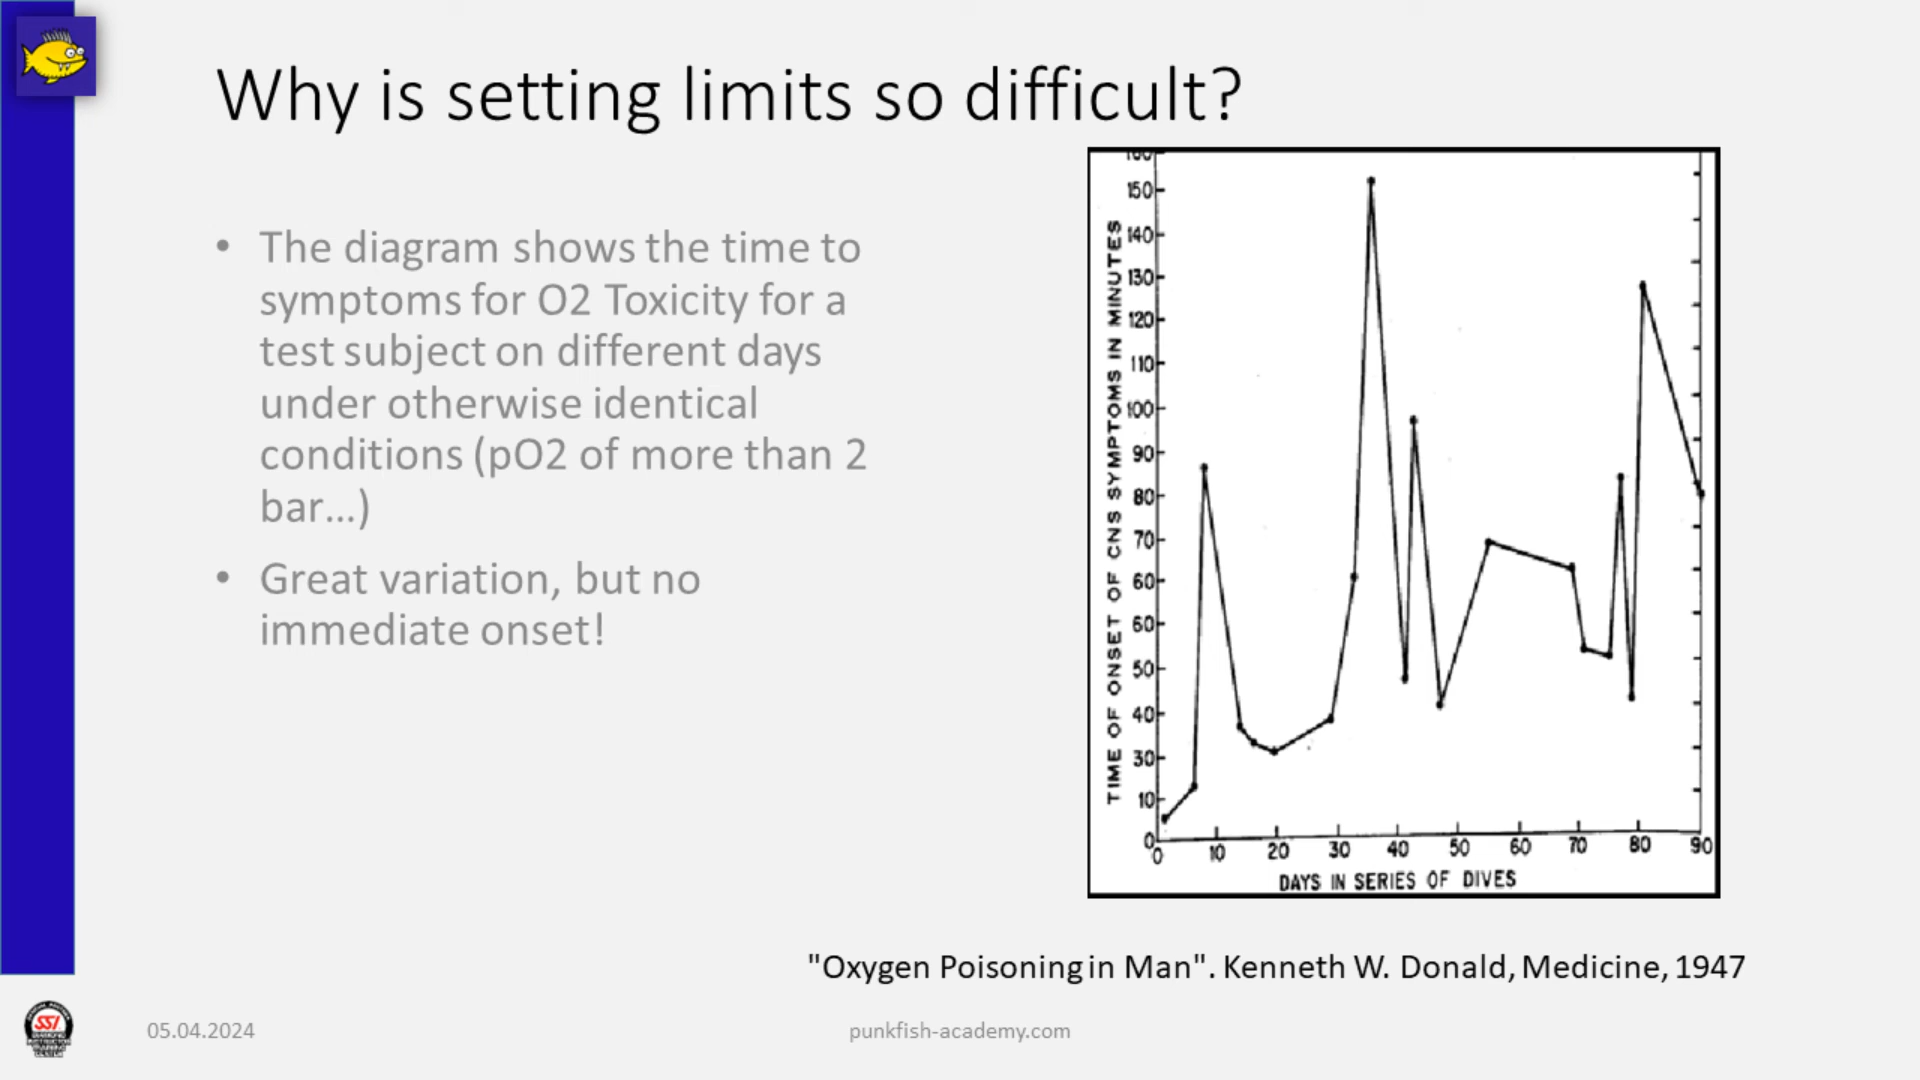 Why is setting limits so difficult?
• The diagram shows the time to
symptoms for O2 Toxicity for a
test subject on different days
under otherwise identical
conditions (pO2 of more than 2
bar...)
• Great variation, but no
immediate onset!
TIME OF ONSET OF CNS SYMPTOMS IN MINUTES
160
150
140
130
120
110
100
90
80
70
60
60
50
40
30
10
0
0 10 20 30 40 50 60 70 80 90
DAYS IN SERIES OF DIVES
"Oxygen Poisoning in Man". Kenneth W. Donald, Medicine, 1947
SSI
05.04.2024
punkfish-academy.com